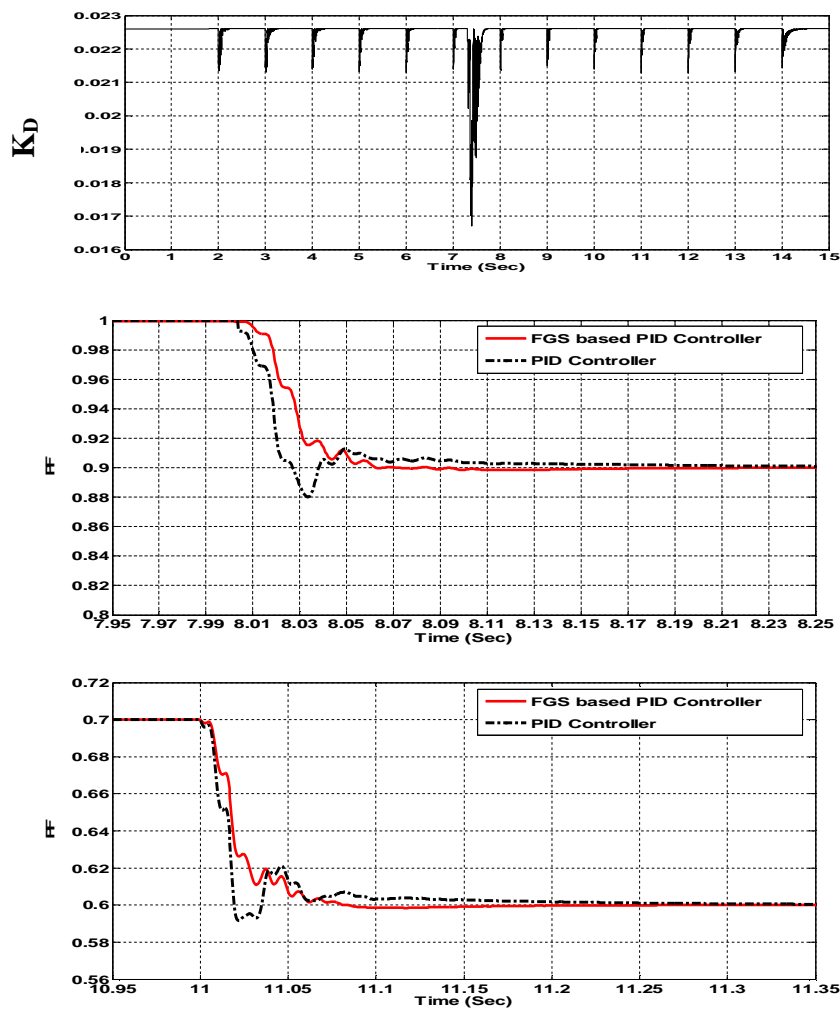 0.023
0.022
0.021
0.02
0.019
0.018
0.017
0.016
K_D
0 1 2 3 4 5 6 7 8 9 10 11 12 13 14 15
Time (Sec)
1
0.98
0.96
0.94
0.92
0.9
0.88
0.86
0.84
0.82
0.8
PF
FGS based PID Controller
PID Controller
7.95 7.97 7.99 8.01 8.03 8.05 8.07 8.09 8.11 8.13 8.15 8.17 8.19 8.21 8.23 8.25
Time (Sec)
0.72
0.7
0.68
0.66
0.64
0.62
0.6
0.58
0.56
PF
FGS based PID Controller
PID Controller
10.95 11 11.05 11.1 11.15 11.2 11.25 11.3 11.35
Time (Sec)